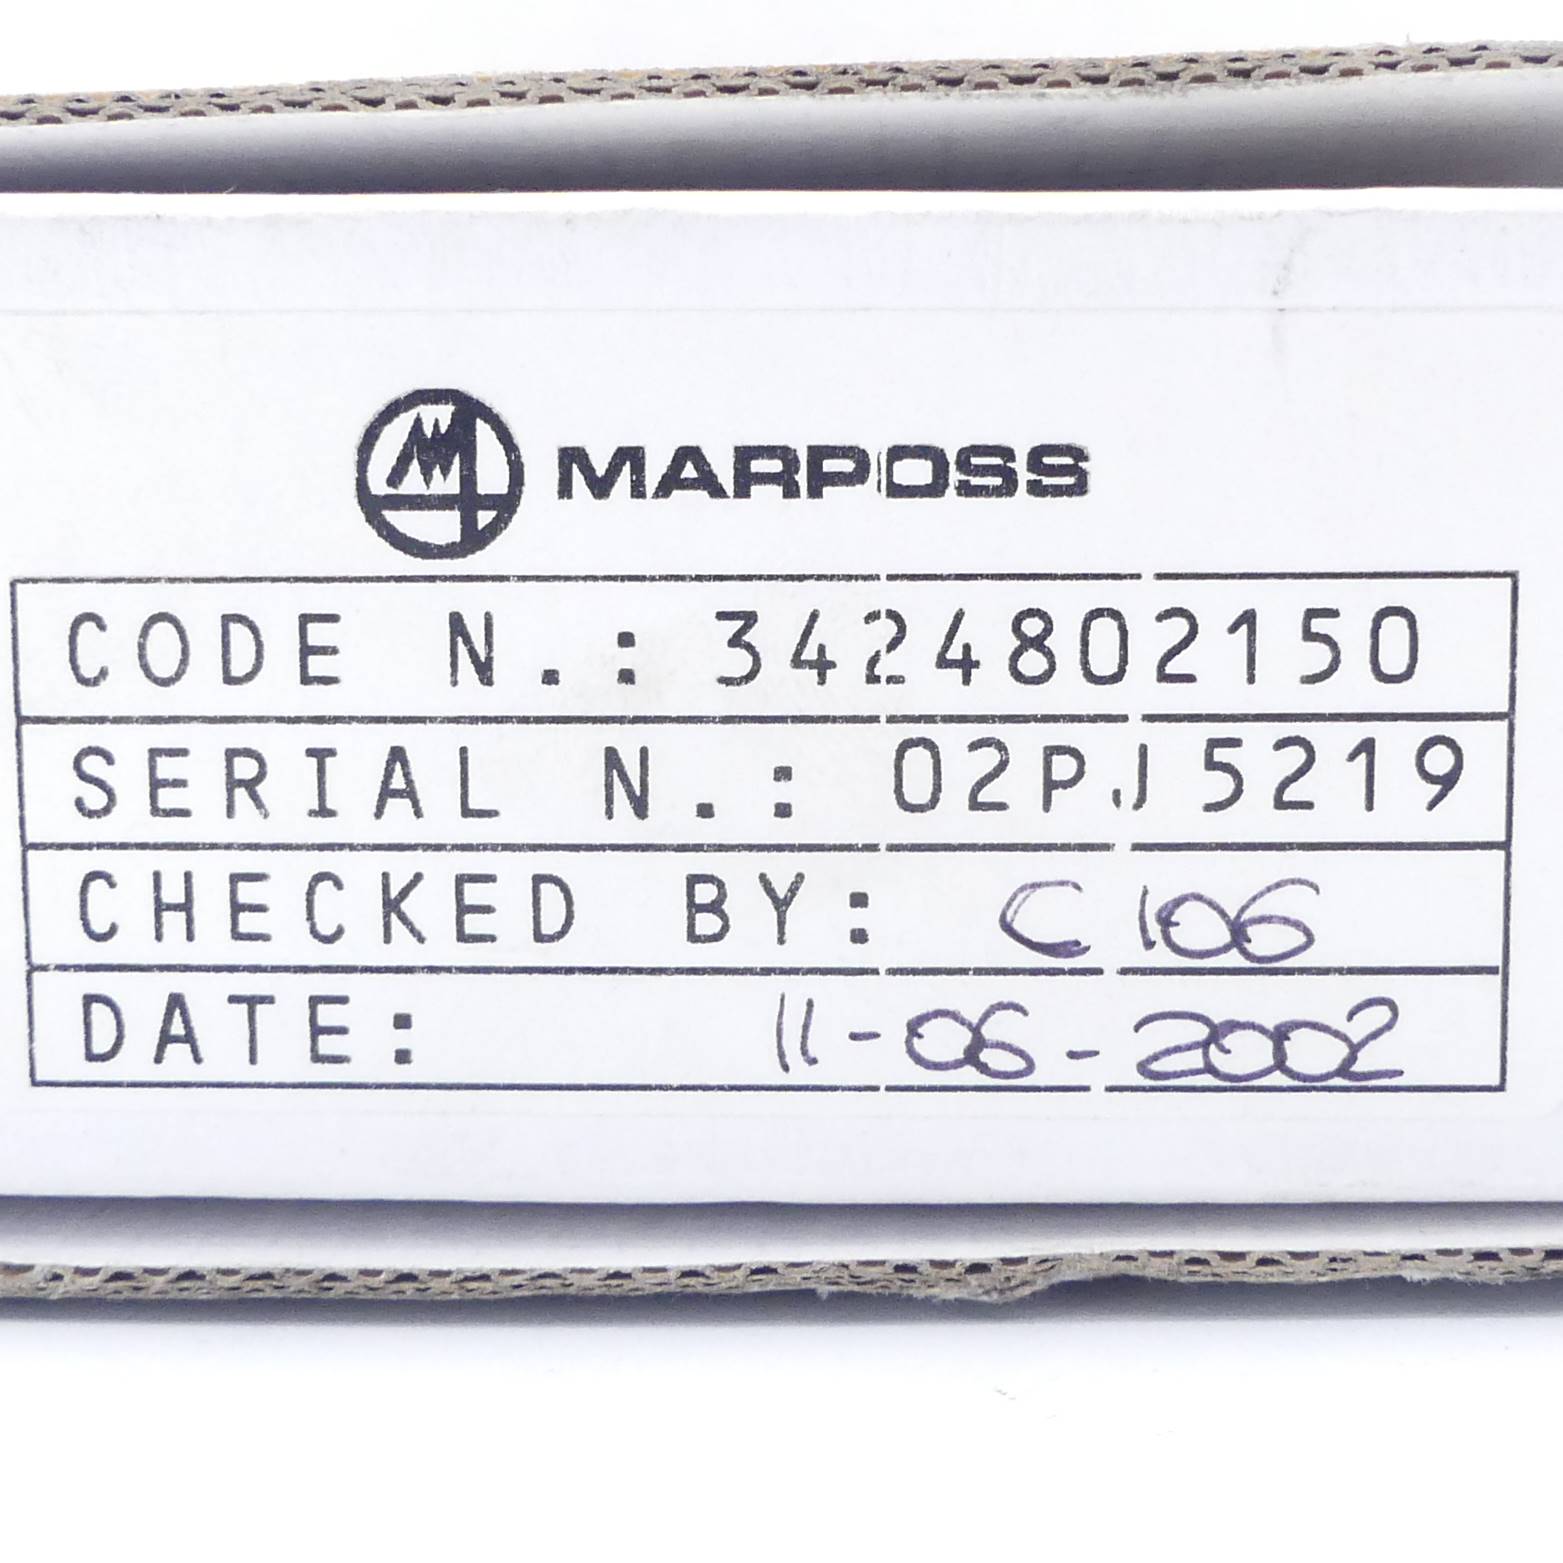 MARPOSS
CODE N.: 3424802150
SERIAL N.: 02PJ5219
CHECKED BY: C106
DATE: 11-06-2002